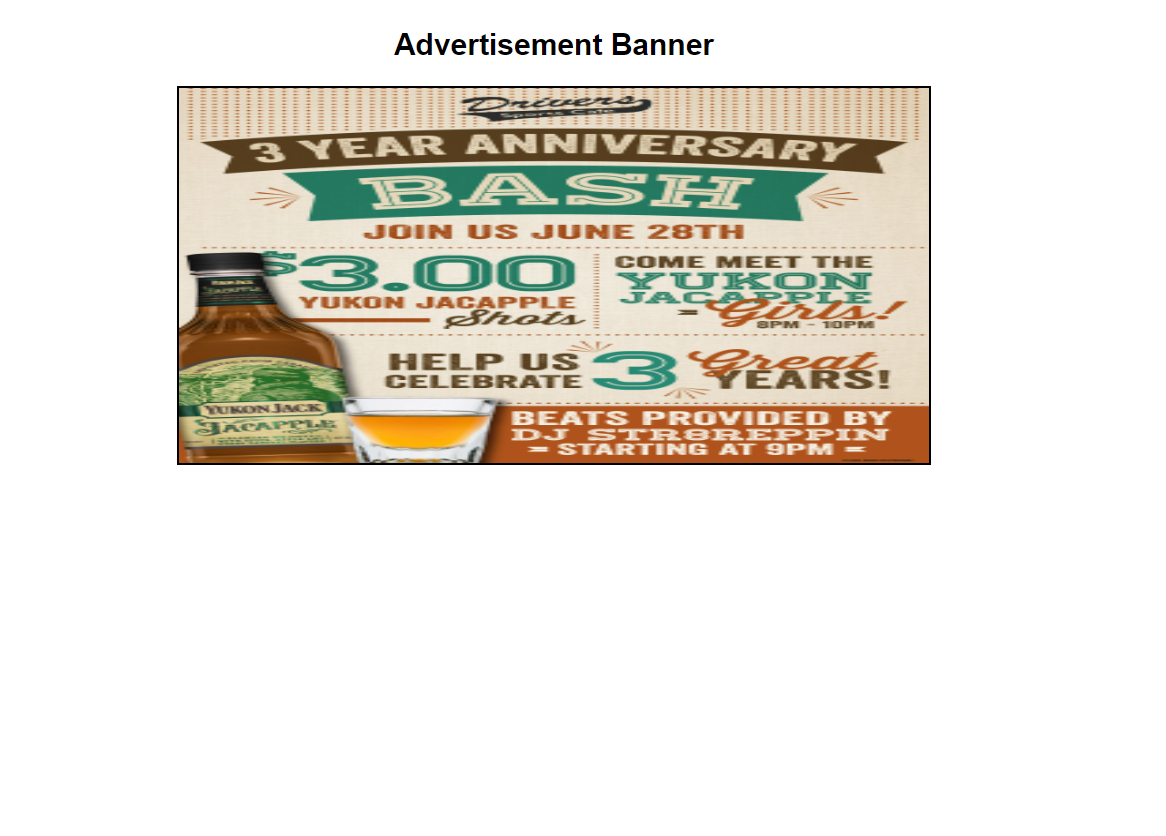 Advertisement Banner
Drivers
Sports Cafe
3 YEAR ANNIVERSARY
BASH
JOIN US JUNE 28TH
$3.00
YUKON JACAPPLE
Shots
COME MEET THE
YUKON
JACAPPLE
Girls!
8PM - 10PM
HELP US
CELEBRATE
3
Great
YEARS!
YUKON JACK
JACAPPLE
BEATS PROVIDED BY
DJ STR8REPPIN
STARTING AT 9PM